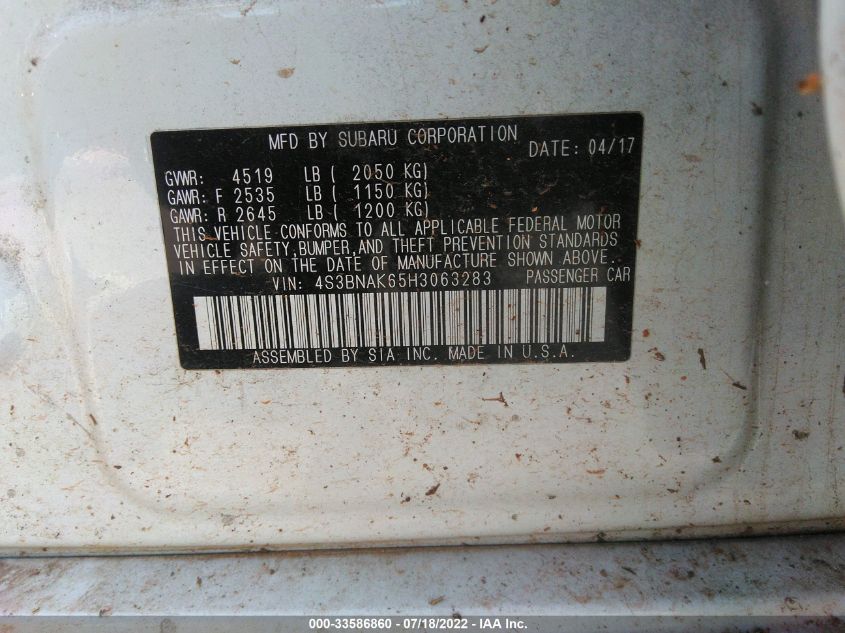 MFD BY SUBARU CORPORATION DATE: 04/17
GVWR: 4519 LB ( 2050 KG)
GAWR: F 2535 LB ( 1150 KG)
GAWR: R 2645 LB ( 1200 KG)
THIS VEHICLE CONFORMS TO ALL APPLICABLE FEDERAL MOTOR
VEHICLE SAFETY,BUMPER,AND THEFT PREVENTION STANDARDS
IN EFFECT ON THE DATE OF MANUFACTURE SHOWN ABOVE.
VIN: 4S3BNAK65H3063283 PASSENGER CAR
ASSEMBLED BY SIA INC. MADE IN U.S.A.
000-33586860 - 07/18/2022 - IAA Inc.